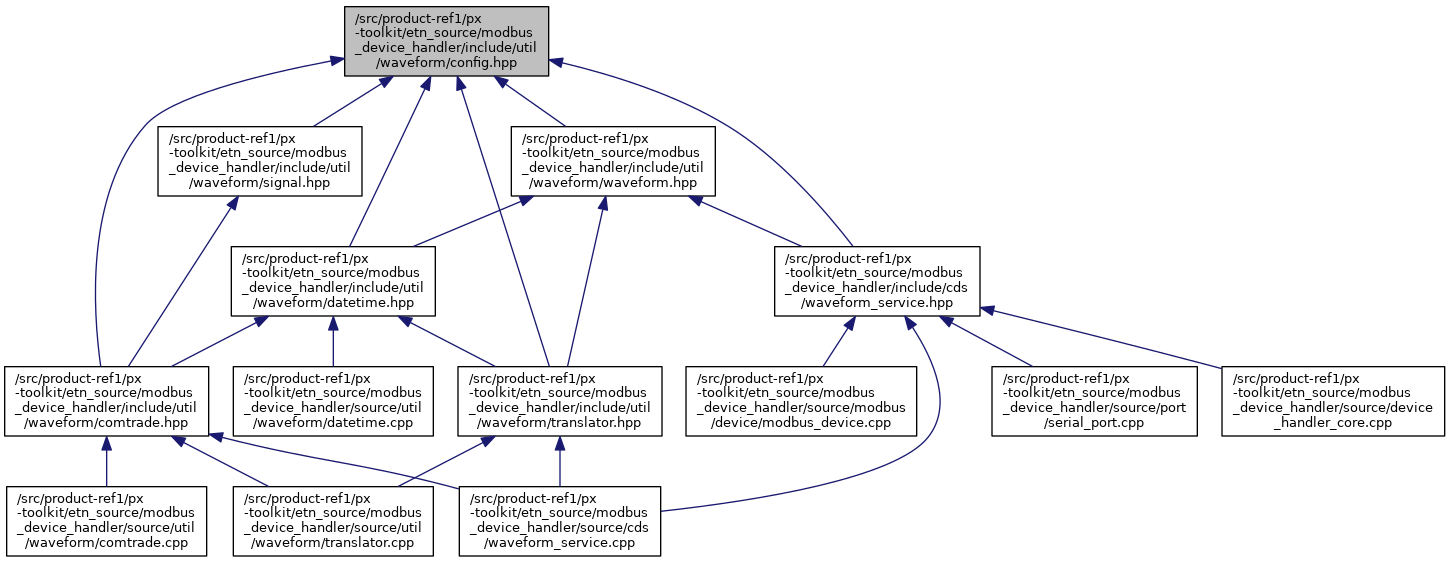 /src/product-ref1/px
-toolkit/etn_source/modbus
_device_handler/include/util
/waveform/config.hpp
/src/product-ref1/px
-toolkit/etn_source/modbus
_device_handler/include/util
/waveform/signal.hpp
/src/product-ref1/px
-toolkit/etn_source/modbus
_device_handler/include/util
/waveform/waveform.hpp
/src/product-ref1/px
-toolkit/etn_source/modbus
_device_handler/include/util
/waveform/datetime.hpp
/src/product-ref1/px
-toolkit/etn_source/modbus
_device_handler/include/cds
/waveform_service.hpp
/src/product-ref1/px
-toolkit/etn_source/modbus
_device_handler/include/util
/waveform/comtrade.hpp
/src/product-ref1/px
-toolkit/etn_source/modbus
_device_handler/source/util
/waveform/datetime.cpp
/src/product-ref1/px
-toolkit/etn_source/modbus
_device_handler/include/util
/waveform/translator.hpp
/src/product-ref1/px
-toolkit/etn_source/modbus
_device_handler/source/modbus
/device/modbus_device.cpp
/src/product-ref1/px
-toolkit/etn_source/modbus
_device_handler/source/port
/serial_port.cpp
/src/product-ref1/px
-toolkit/etn_source/modbus
_device_handler/source/device
_handler_core.cpp
/src/product-ref1/px
-toolkit/etn_source/modbus
_device_handler/source/util
/waveform/comtrade.cpp
/src/product-ref1/px
-toolkit/etn_source/modbus
_device_handler/source/util
/waveform/translator.cpp
/src/product-ref1/px
-toolkit/etn_source/modbus
_device_handler/source/cds
/waveform_service.cpp